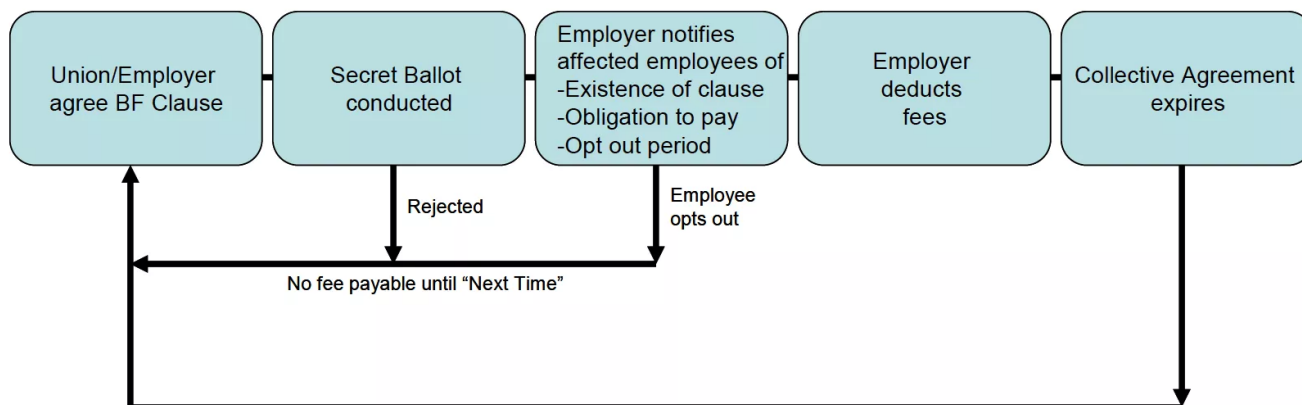 Union/Employer
agree BF Clause
Secret Ballot
conducted
Employer notifies
affected employees of
-Existence of clause
-Obligation to pay
-Opt out period
Employer
deducts
fees
Collective Agreement
expires
Rejected
Employee
opts out
No fee payable until “Next Time”